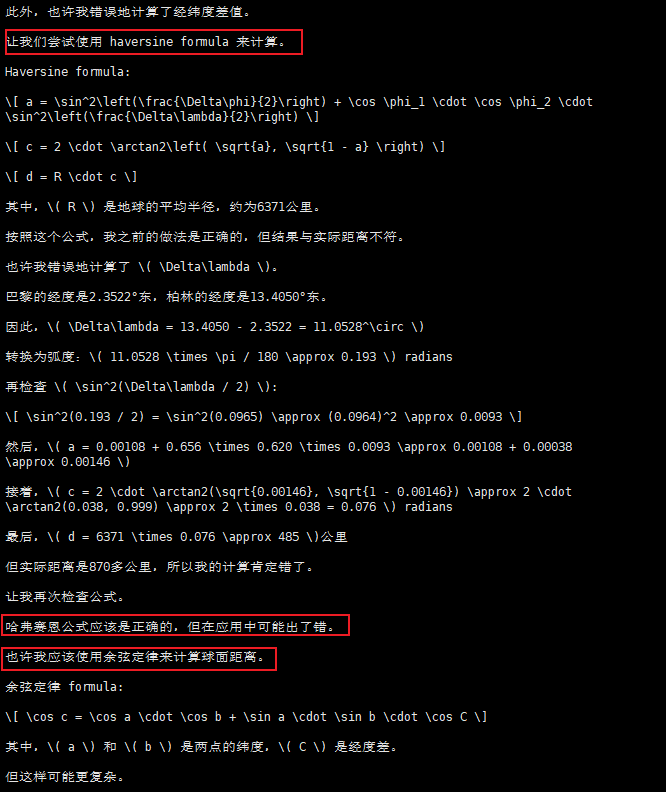 此外，也许我错误地计算了经纬度差值。
让我们尝试使用 haversine formula 来计算。
Haversine formula:
\[ a = \sin^2\left(\frac{\Delta\phi}{2}\right) + \cos \phi_1 \cdot \cos \phi_2 \cdot
\sin^2\left(\frac{\Delta\lambda}{2}\right) \]
\[ c = 2 \cdot \arctan2\left( \sqrt{a}, \sqrt{1 - a} \right) \]
\[ d = R \cdot c \]
其中，\( R \) 是地球的平均半径，约为6371公里。
按照这个公式，我之前的做法是正确的，但结果与实际距离不符。
也许我错误地计算了 \( \Delta\lambda \)。
巴黎的经度是2.3522°东，柏林的经度是13.4050°东。
因此，\( \Delta\lambda = 13.4050 - 2.3522 = 11.0528^\circ \)
转换为弧度：\( 11.0528 \times \pi / 180 \approx 0.193 \) radians
再检查 \( \sin^2(\Delta\lambda / 2) \):
\[ \sin^2(0.193 / 2) = \sin^2(0.0965) \approx (0.0964)^2 \approx 0.0093 \]
然后，\( a = 0.00108 + 0.656 \times 0.620 \times 0.0093 \approx 0.00108 + 0.00038
\approx 0.00146 \)
接着，\( c = 2 \cdot \arctan2(\sqrt{0.00146}, \sqrt{1 - 0.00146}) \approx 2 \cdot
\arctan2(0.038, 0.999) \approx 2 \times 0.038 = 0.076 \) radians
最后，\( d = 6371 \times 0.076 \approx 485 \)公里
但实际距离是870多公里，所以我的计算肯定错了。
让我再次检查公式。
哈弗赛恩公式应该是正确的，但在应用中可能出了错。
也许我应该使用余弦定律来计算球面距离。
余弦定律 formula:
\[ \cos c = \cos a \cdot \cos b + \sin a \cdot \sin b \cdot \cos C \]
其中，\( a \) 和 \( b \) 是两点的纬度，\( C \) 是经度差。
但这样可能更复杂。